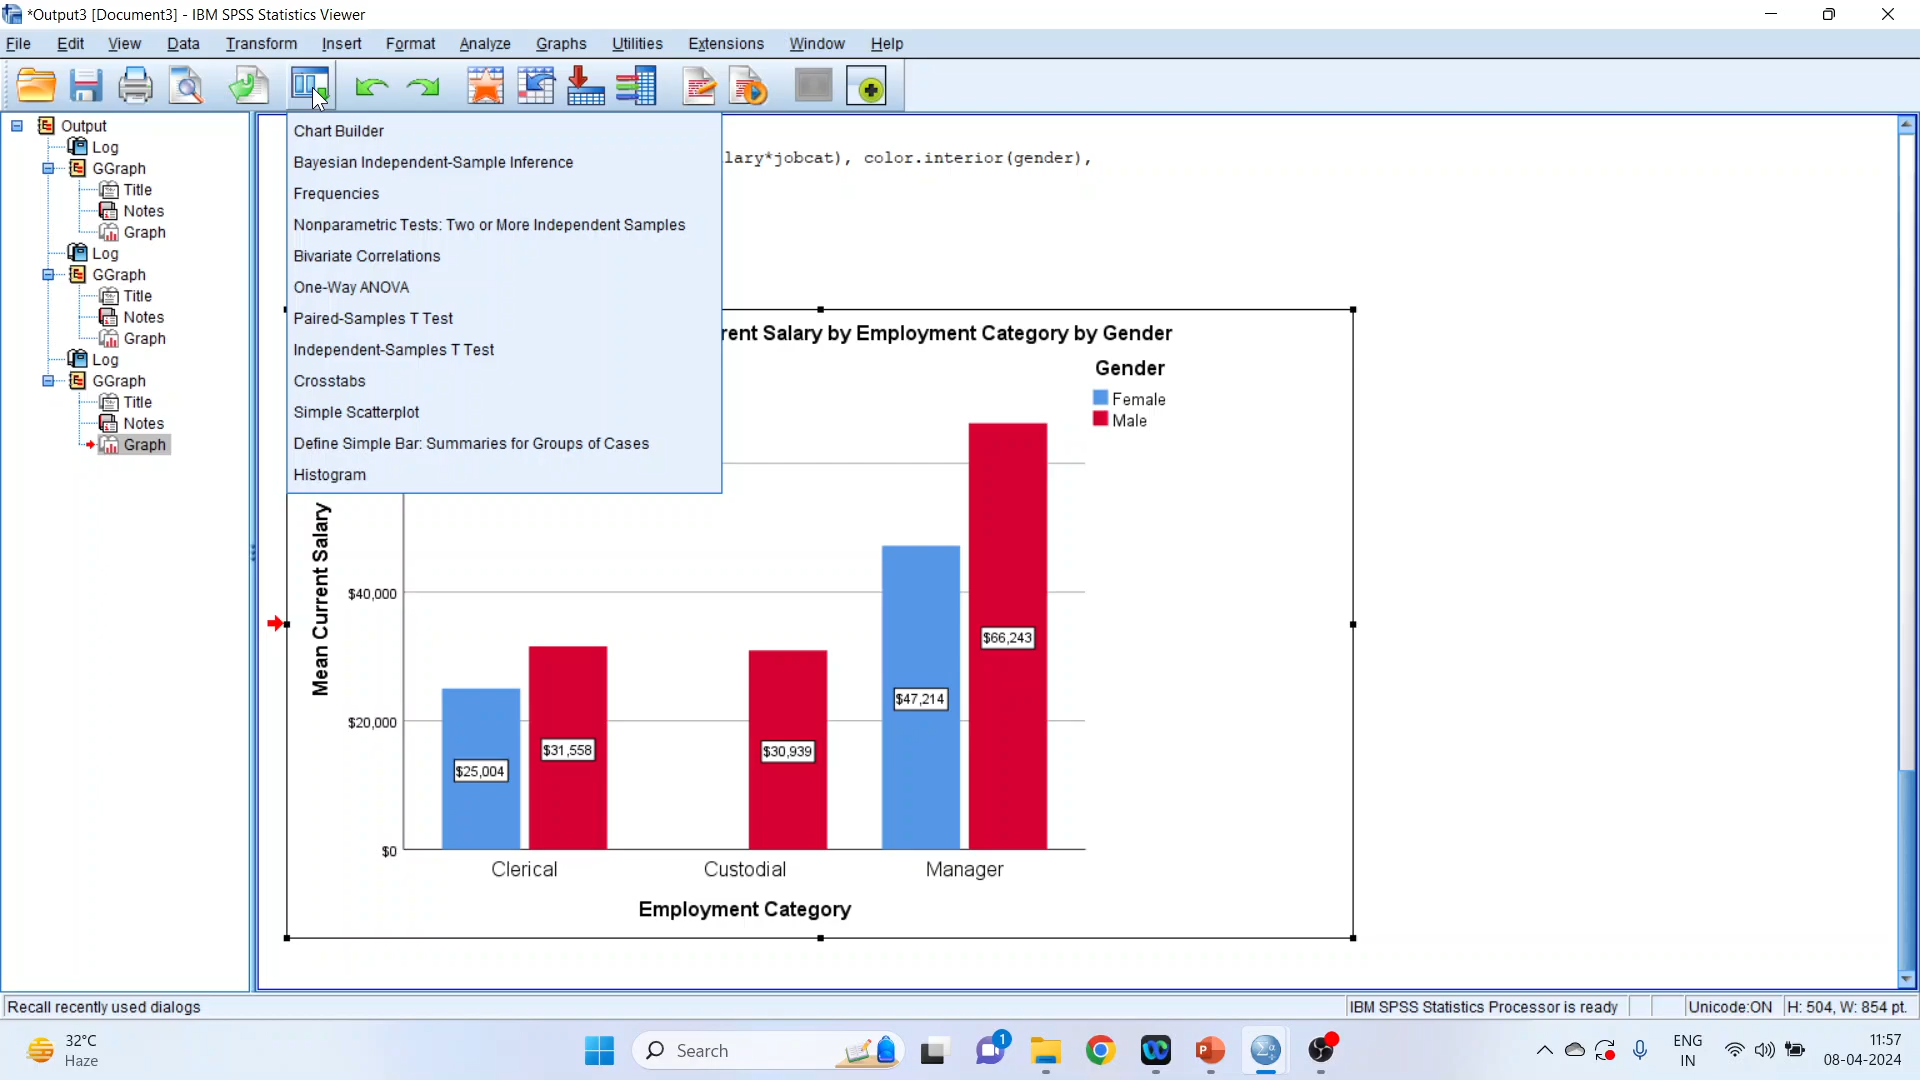 *Output3 [Document3] - IBM SPSS Statistics Viewer
File Edit View Data Transform Insert Format Analyze Graphs Utilities Extensions Window Help
Output
Log
GGraph
Title
Notes
Graph
Log
GGraph
Title
Notes
Graph
Log
GGraph
Title
Notes
Graph
Chart Builder
Bayesian Independent-Sample Inference
Frequencies
Nonparametric Tests: Two or More Independent Samples
Bivariate Correlations
One-Way ANOVA
Paired-Samples T Test
Independent-Samples T Test
Crosstabs
Simple Scatterplot
Define Simple Bar: Summaries for Groups of Cases
Histogram
lary*jobcat), color.interior(gender),
rent Salary by Employment Category by Gender
Gender
Female
Male
Mean Current Salary
$40,000
$20,000
$0
$25,004
$31,558
$30,939
$47,214
$66,243
Clerical Custodial Manager
Employment Category
Recall recently used dialogs
IBM SPSS Statistics Processor is ready
Unicode:ON
H: 504, W: 854 pt.
32°C
Haze
Search
1
ENG
IN
11:57
08-04-2024